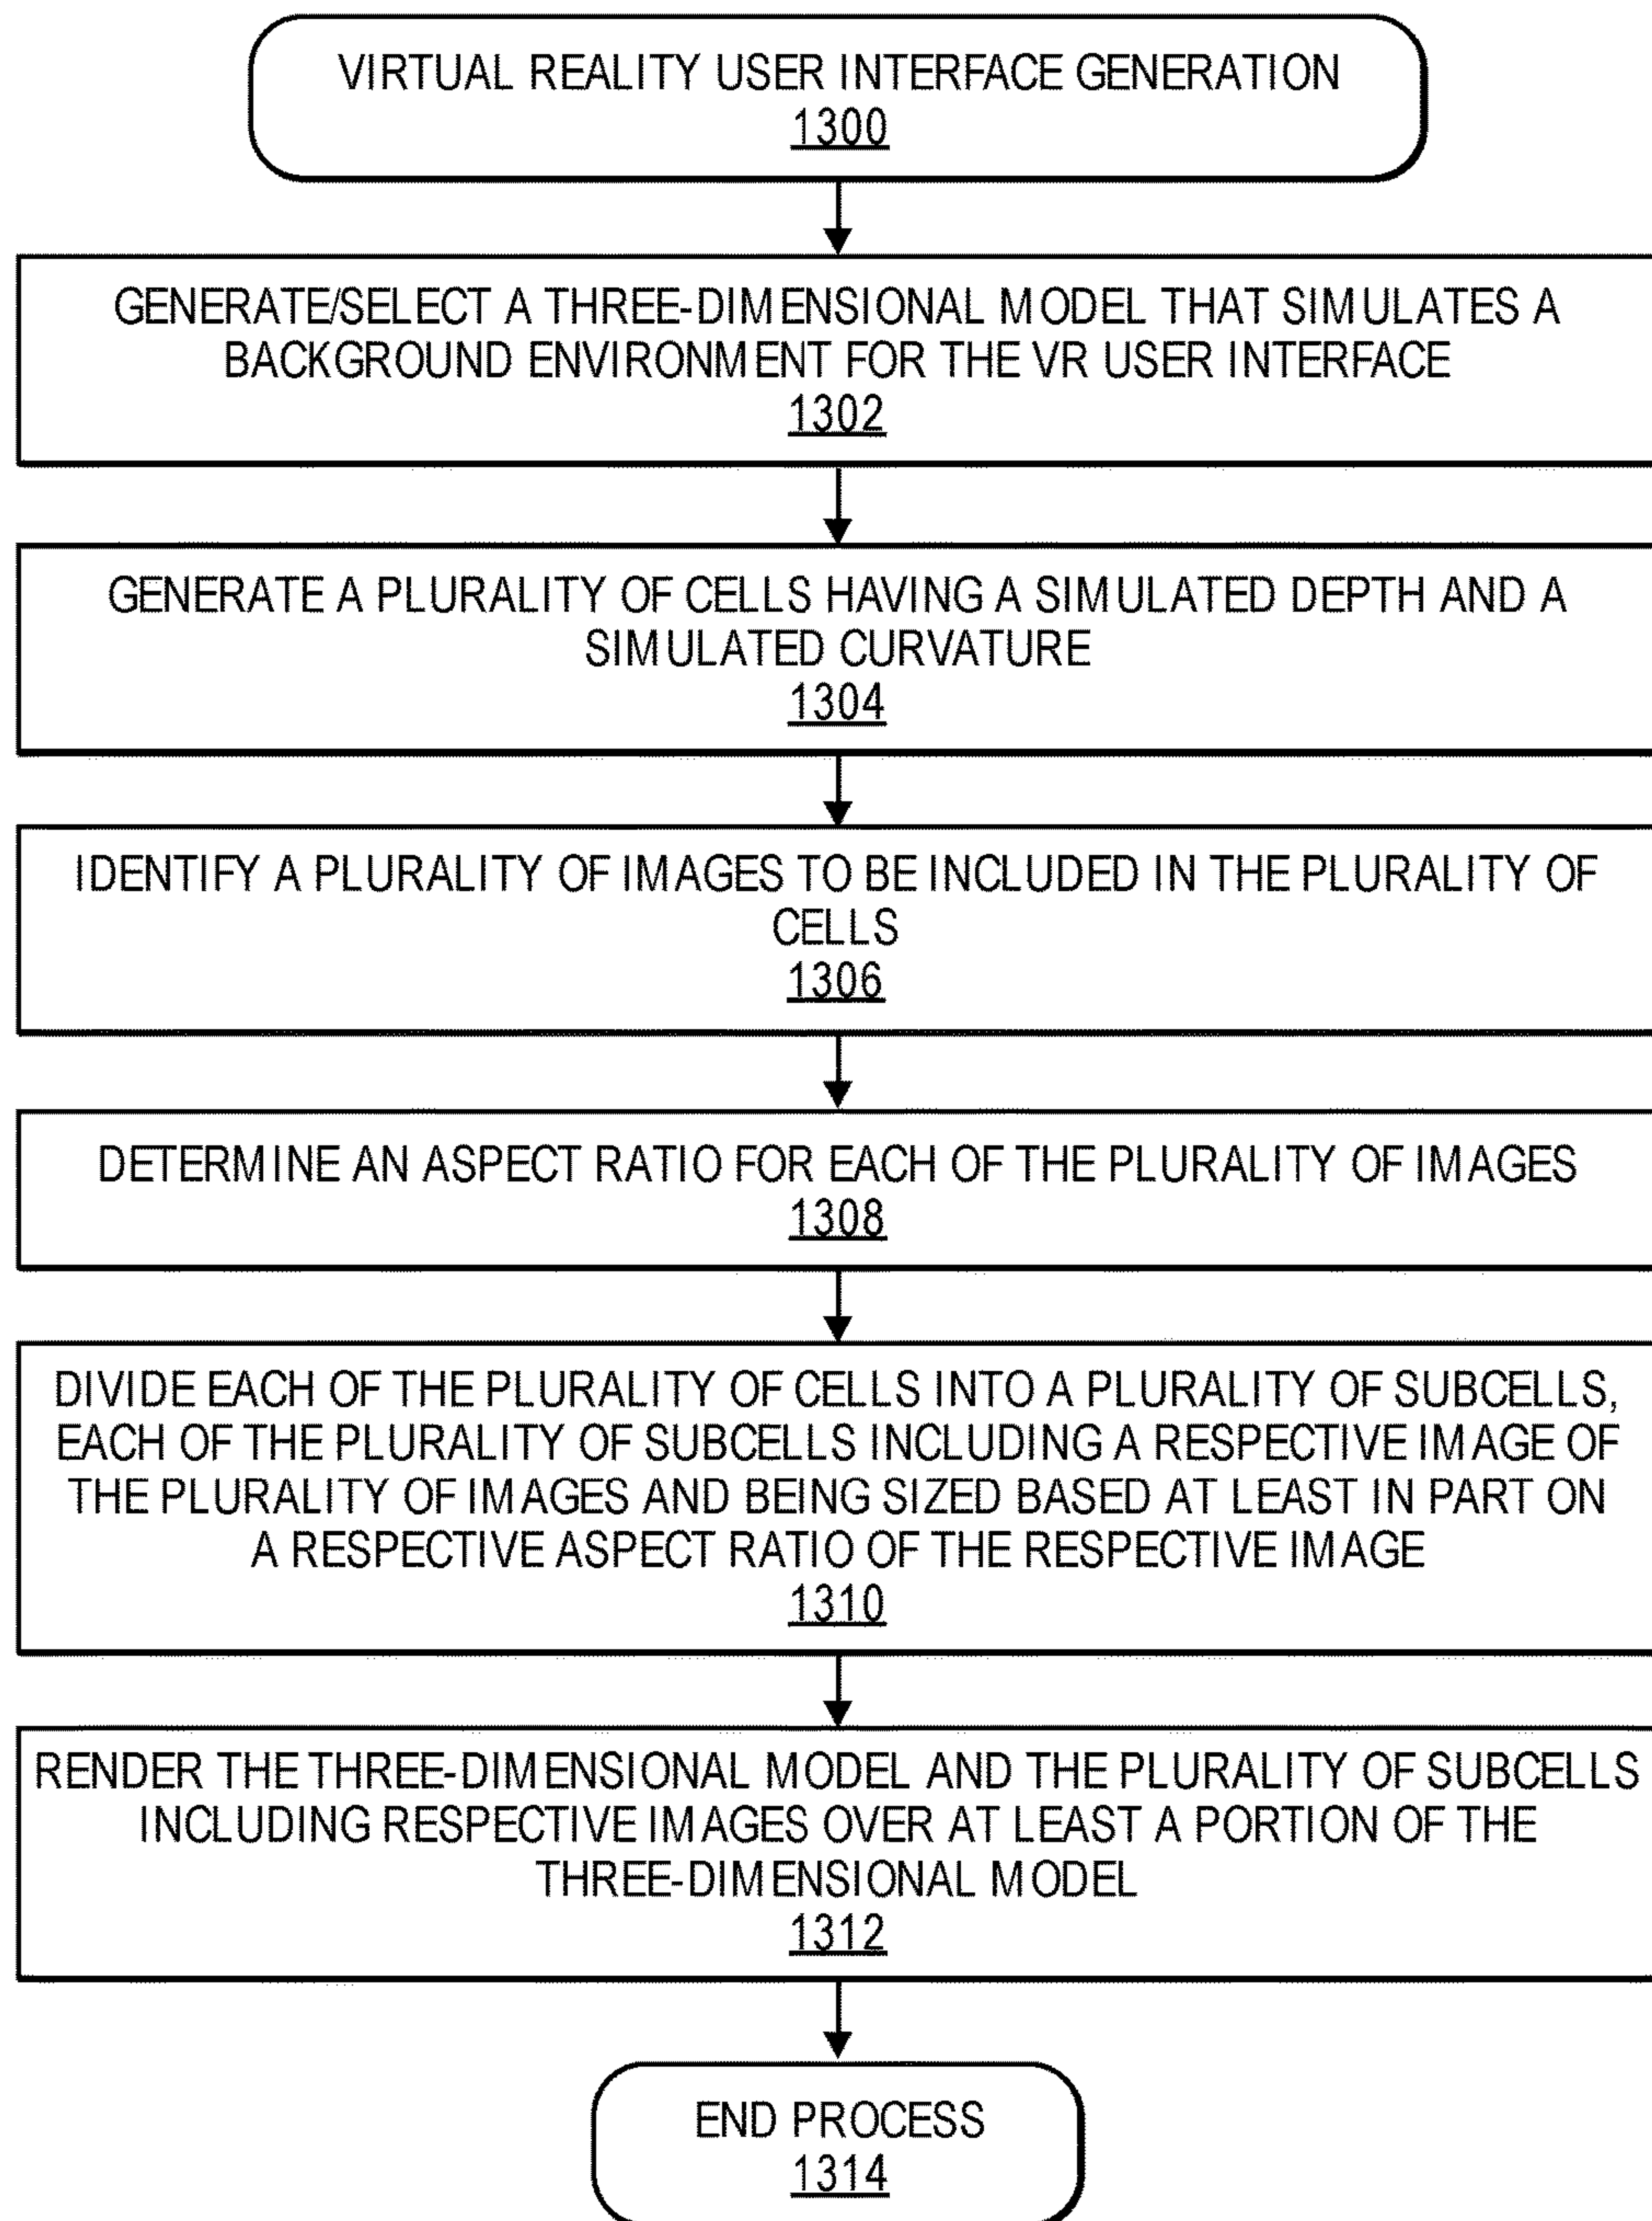 VIRTUAL REALITY USER INTERFACE GENERATION
1300
GENERATE/SELECT A THREE-DIMENSIONAL MODEL THAT SIMULATES A
BACKGROUND ENVIRONMENT FOR THE VR USER INTERFACE
1302
GENERATE A PLURALITY OF CELLS HAVING A SIMULATED DEPTH AND A
SIMULATED CURVATURE
1304
IDENTIFY A PLURALITY OF IMAGES TO BE INCLUDED IN THE PLURALITY OF
CELLS
1306
DETERMINE AN ASPECT RATIO FOR EACH OF THE PLURALITY OF IMAGES
1308
DIVIDE EACH OF THE PLURALITY OF CELLS INTO A PLURALITY OF SUBCELLS,
EACH OF THE PLURALITY OF SUBCELLS INCLUDING A RESPECTIVE IMAGE OF
THE PLURALITY OF IMAGES AND BEING SIZED BASED AT LEAST IN PART ON
A RESPECTIVE ASPECT RATIO OF THE RESPECTIVE IMAGE
1310
RENDER THE THREE-DIMENSIONAL MODEL AND THE PLURALITY OF SUBCELLS
INCLUDING RESPECTIVE IMAGES OVER AT LEAST A PORTION OF THE
THREE-DIMENSIONAL MODEL
1312
END PROCESS
1314